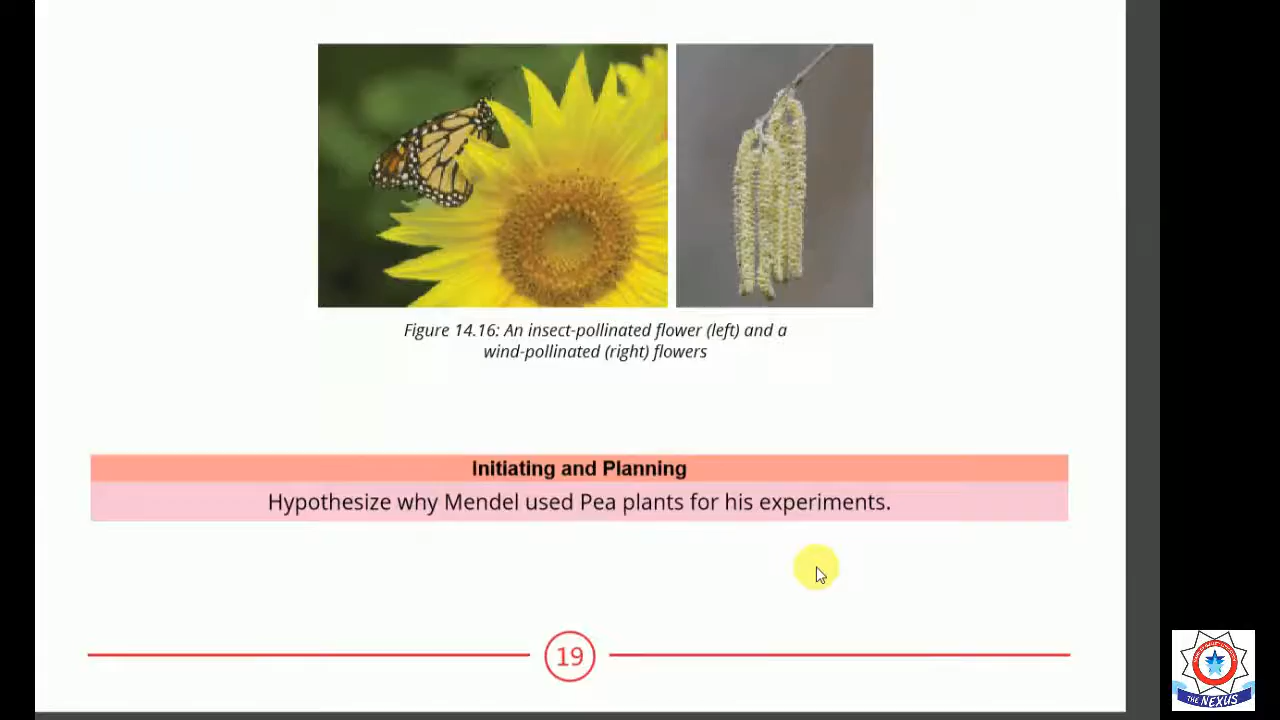 Figure 14.16: An insect-pollinated flower (left) and a
wind-pollinated (right) flowers
Initiating and Planning
Hypothesize why Mendel used Pea plants for his experiments.
19
THE NEXUS